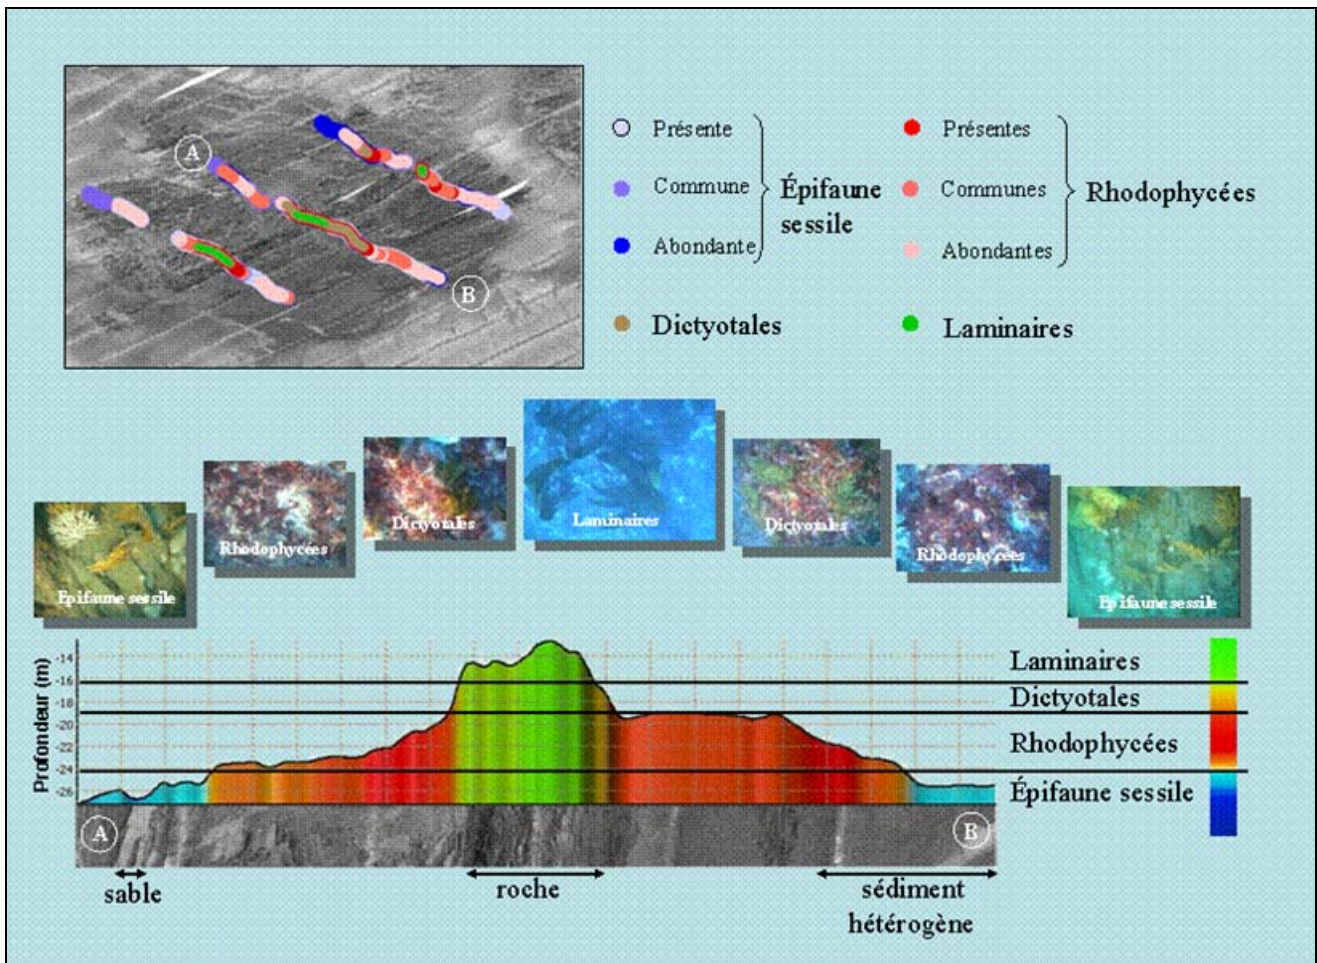 A
B
Présente
Commune
Abondante
Épifaune
sessile
Présentes
Communes
Abondantes
Rhodophycées
Dictyotales
Laminaires
Epifaune sessile
Rhodophycées
Dictyotales
Laminaires
Dictyotales
Rhodophycées
Epifaune sessile
Profondeur (m)
-14
-16
-18
-20
-22
-24
-26
Laminaires
Dictyotales
Rhodophycées
Épifaune sessile
A
B
sable
roche
sédiment
hétérogène